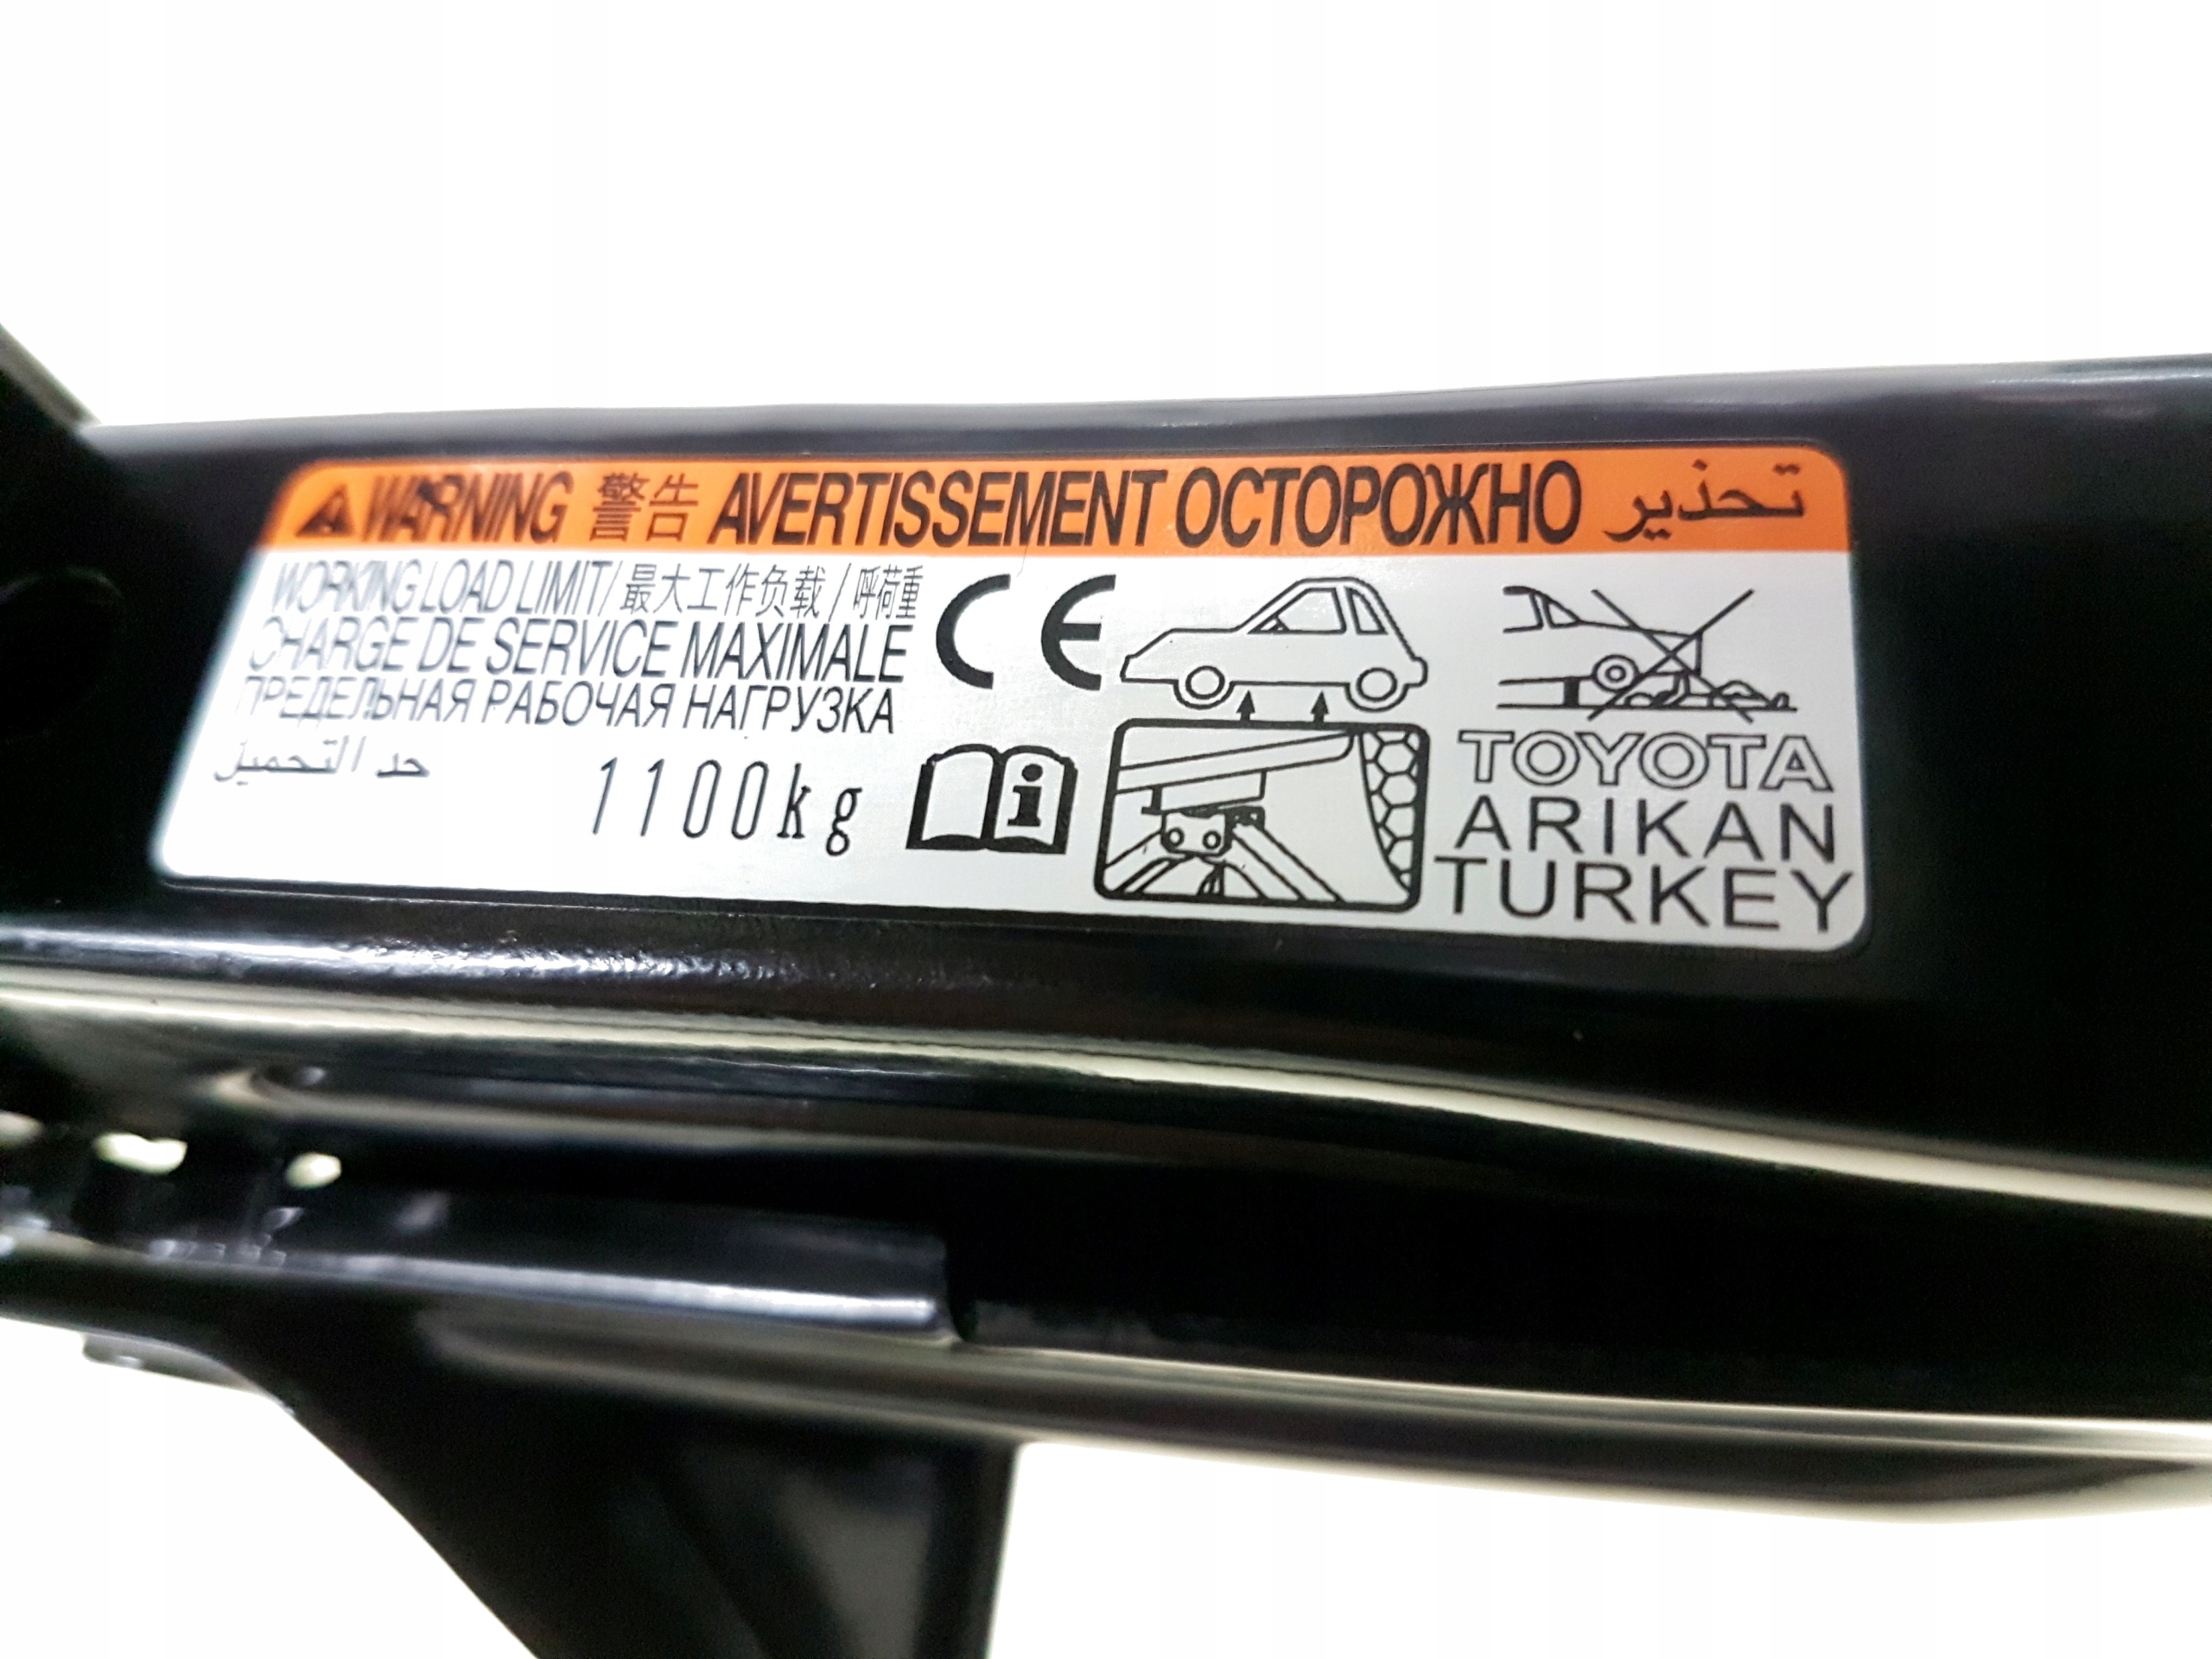 WARNING 警告 AVERTISSEMENT ОСТОРОЖНО تحذير
WORKING LOAD LIMIT/最大工作负载/呼荷重
CHARGE DE SERVICE MAXIMALE
ПРЕДЕЛЬНАЯ РАБОЧАЯ НАГРУЗКА
حد التحميل
1100kg
CE
i
TOYOTA
ARIKAN
TURKEY